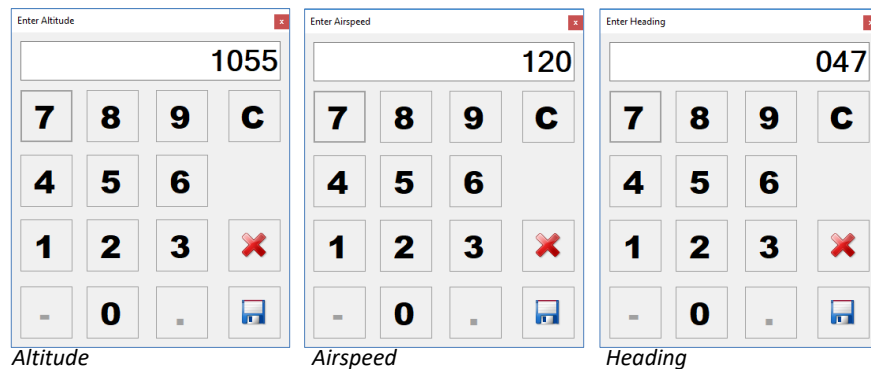 Enter Altitude x
1055
7 8 9 C
4 5 6
1 2 3
- 0 .
Altitude
Enter Airspeed x
120
7 8 9 C
4 5 6
1 2 3
- 0 .
Airspeed
Enter Heading x
047
7 8 9 C
4 5 6
1 2 3
- 0 .
Heading